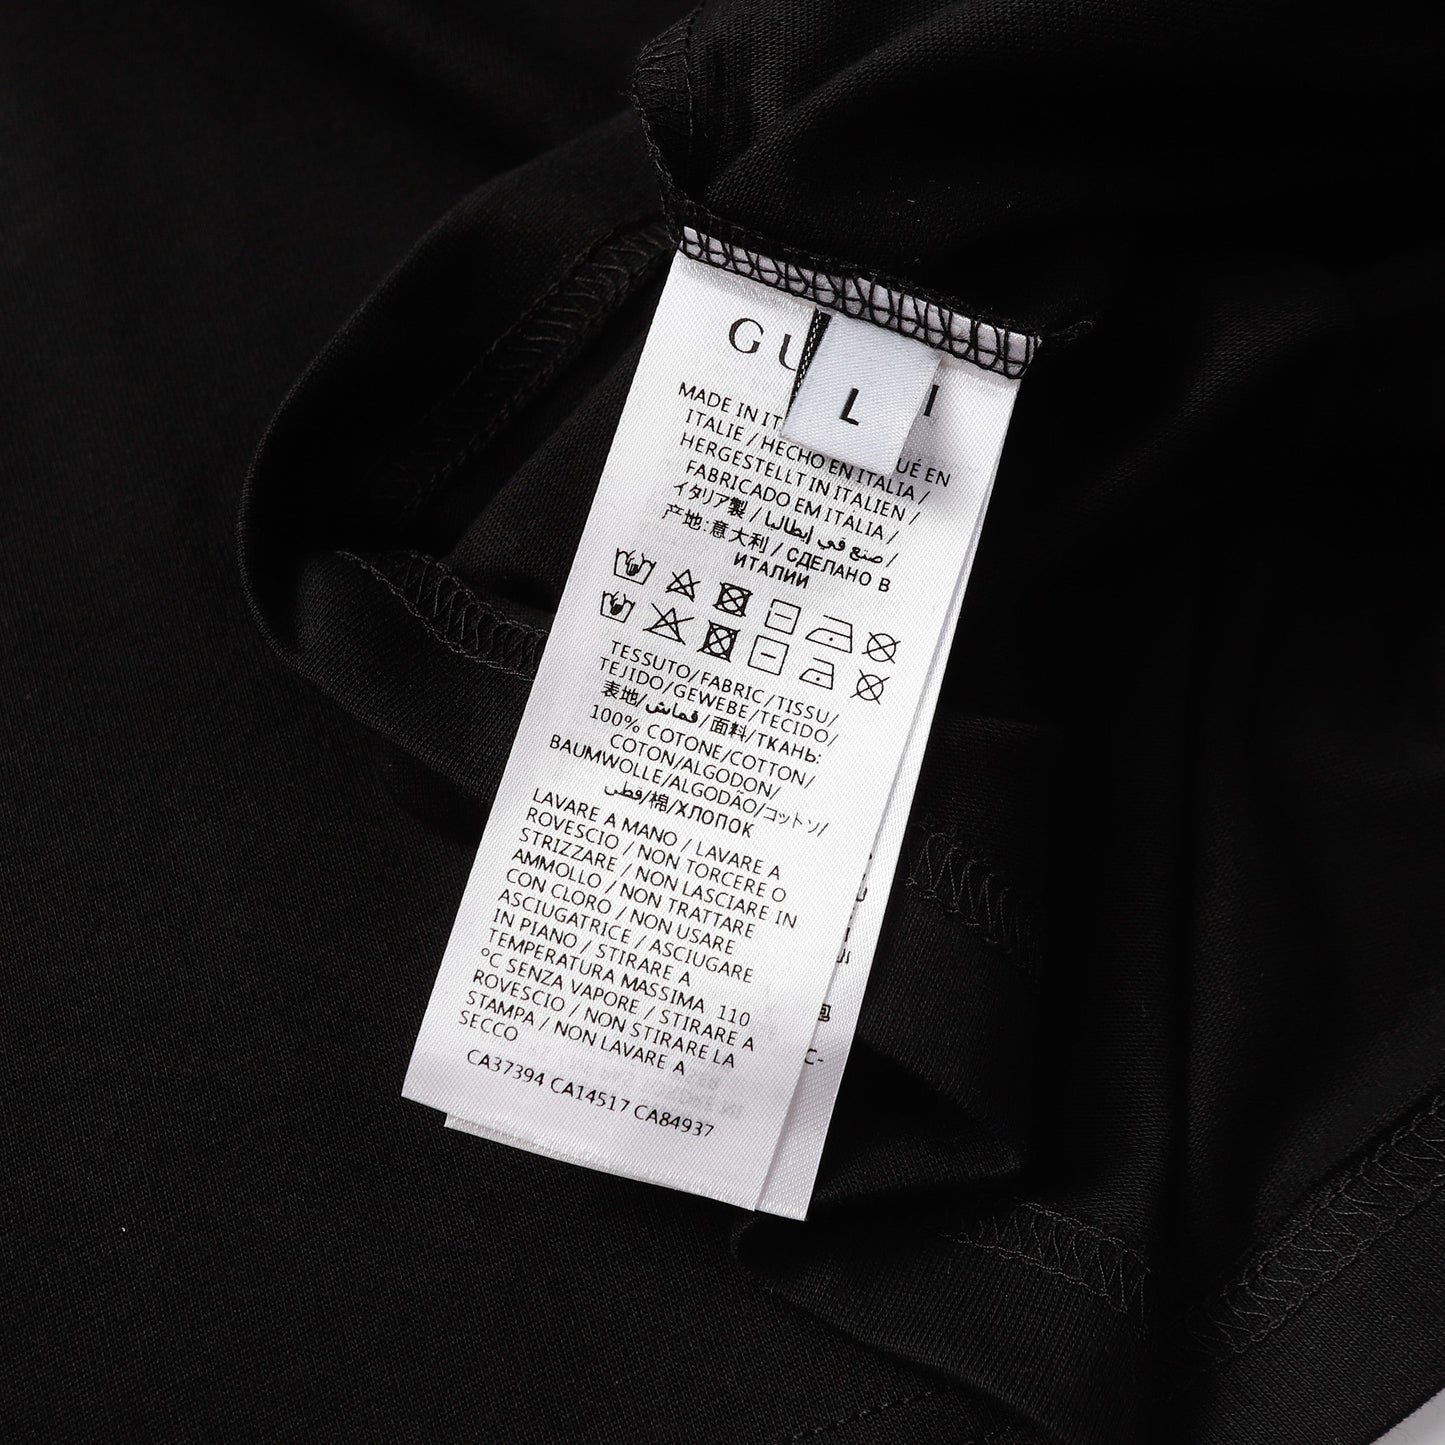 GU I
L
MADE IN IT
UÉ EN
ITALIE / HECHO EN ITALIA /
HERGESTELLT IN ITALIEN /
FABRICADO EM ITALIA /
イタリア製 / صنع في إيطاليا /
产地:意大利 / СДЕЛАНО В
ИТАЛИИ
TESSUTO/FABRIC/TISSU/
TEJIDO/GEWEBE/TECIDO/
表地/قماش/面料/ТКАНЬ:
100% COTONE/COTTON/
COTON/ALGODON/
BAUMWOLLE/ALGODÃO/コットン/
قطن/棉/ХЛОПОК
LAVARE A MANO / LAVARE A
ROVESCIO / NON TORCERE O
STRIZZARE / NON LASCIARE IN
AMMOLLO / NON TRATTARE
CON CLORO / NON USARE
ASCIUGATRICE / ASCIUGARE
IN PIANO / STIRARE A
TEMPERATURA MASSIMA 110
°C SENZA VAPORE / STIRARE A
ROVESCIO / NON STIRARE LA
STAMPA / NON LAVARE A
SECCO
CA37394 CA14517 CA84937
C-